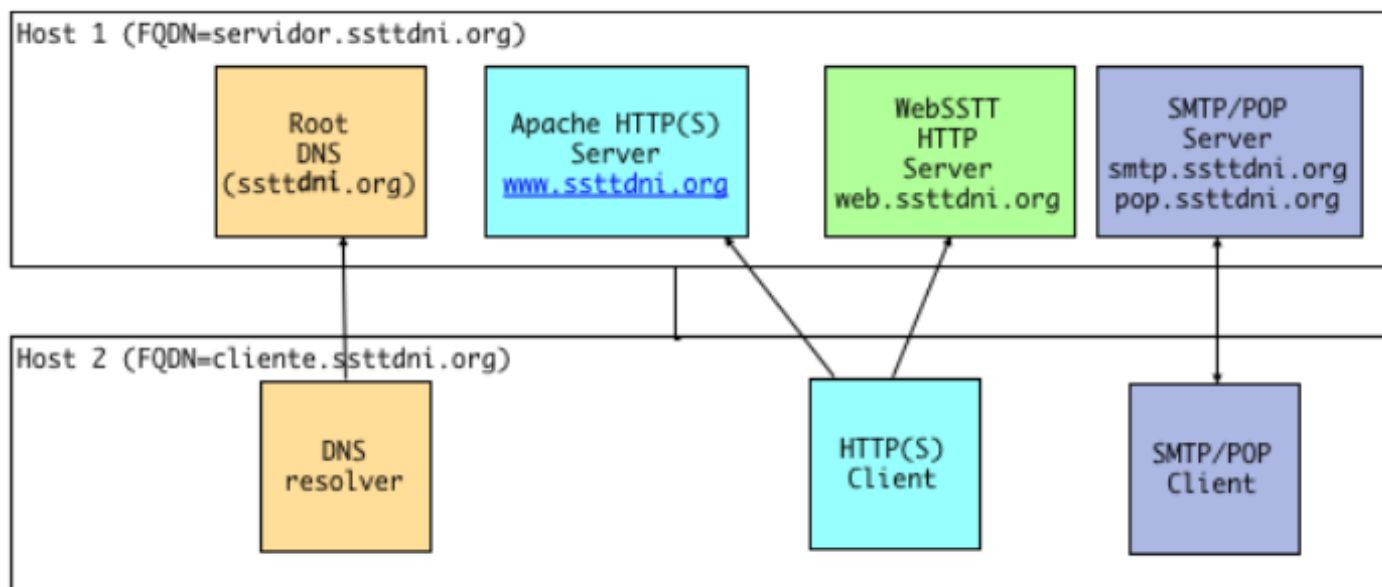 Host 1 (FQDN=servidor.ssttdni.org)
Root
DNS
(ssttdni.org)
Apache HTTP(S)
Server
www.ssttdni.org
WebSSTT
HTTP
Server
web.ssttdni.org
SMTP/POP
Server
smtp.ssttdni.org
pop.ssttdni.org
Host 2 (FQDN=cliente.ssttdni.org)
DNS
resolver
HTTP(S)
Client
SMTP/POP
Client